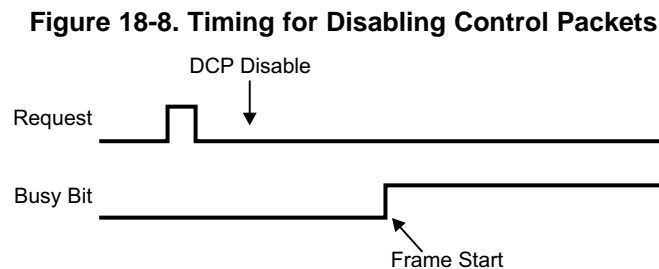 Figure 18-8. Timing for Disabling Control Packets
DCP Disable
Request
Busy Bit
Frame Start